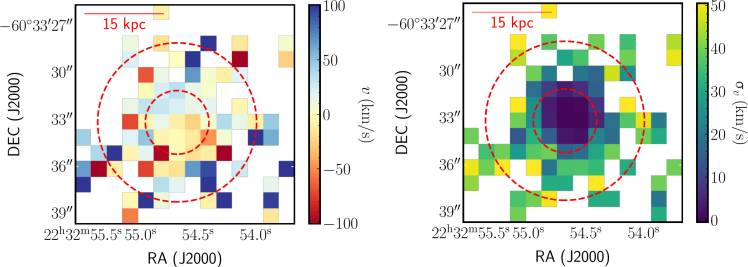 15 kpc
−60°33′27″
30″
33″
36″
39″
DEC (J2000)
22ʰ32ᵐ55.5ˢ 55.0ˢ 54.5ˢ 54.0ˢ
RA (J2000)
100
50
0
−50
−100
v (km/s)
15 kpc
−60°33′27″
30″
33″
36″
39″
DEC (J2000)
22ʰ32ᵐ55.5ˢ 55.0ˢ 54.5ˢ 54.0ˢ
RA (J2000)
50
40
30
20
10
0
σᵥ (km/s)